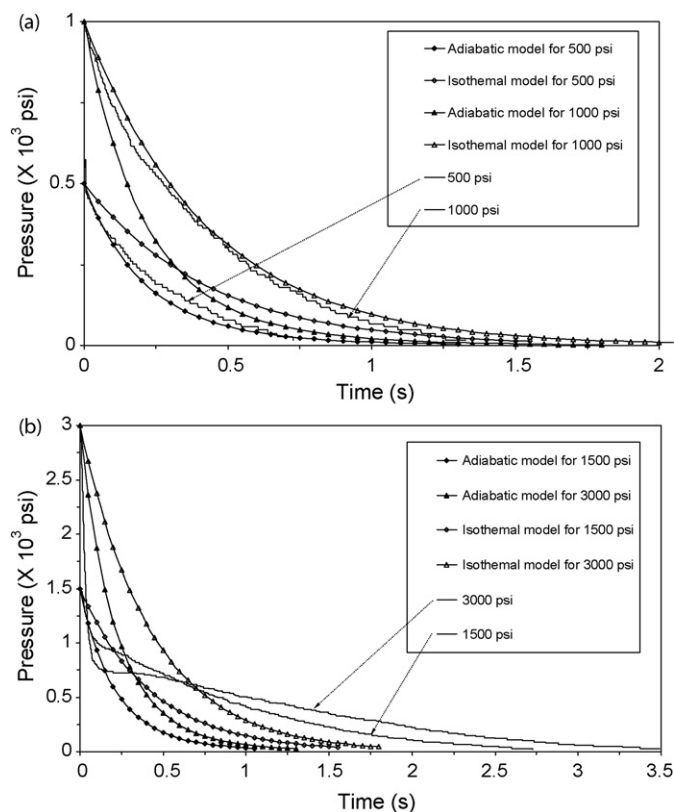 (a)
1
0.5
0
Pressure (X 10³ psi)
0
0.5
1
1.5
2
Time (s)
Adiabatic model for 500 psi
Isothemal model for 500 psi
Adiabatic model for 1000 psi
Isothemal model for 1000 psi
500 psi
1000 psi
(b)
3
2.5
2
1.5
1
0.5
0
Pressure (X 10³ psi)
0
0.5
1
1.5
2
2.5
3
3.5
Time (s)
Adiabatic model for 1500 psi
Adiabatic model for 3000 psi
Isothemal model for 1500 psi
Isothemal model for 3000 psi
3000 psi
1500 psi